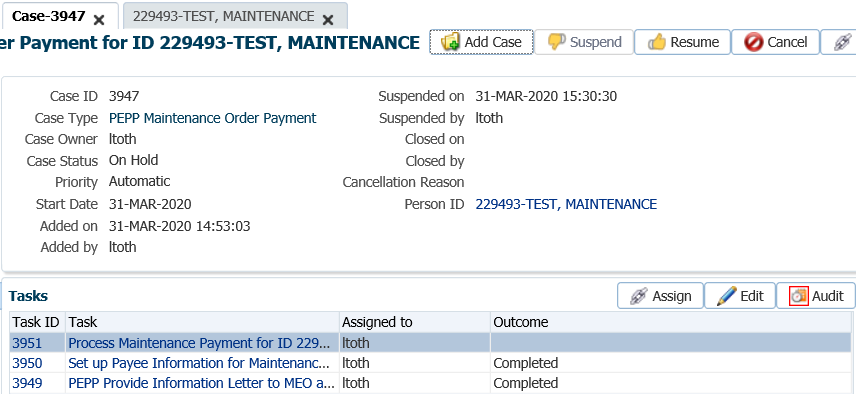 Case-3947
229493-TEST, MAINTENANCE
er Payment for ID 229493-TEST, MAINTENANCE Add Case Suspend Resume Cancel
Case ID 3947 Suspended on 31-MAR-2020 15:30:30
Case Type PEPP Maintenance Order Payment Suspended by ltoth
Case Owner ltoth Closed on
Case Status On Hold Closed by
Priority Automatic Cancellation Reason
Start Date 31-MAR-2020 Person ID 229493-TEST, MAINTENANCE
Added on 31-MAR-2020 14:53:03
Added by ltoth
Tasks Assign Edit Audit
Task ID Task Assigned to Outcome
3951 Process Maintenance Payment for ID 229... ltoth
3950 Set up Payee Information for Maintenanc... ltoth Completed
3949 PEPP Provide Information Letter to MEO a... ltoth Completed